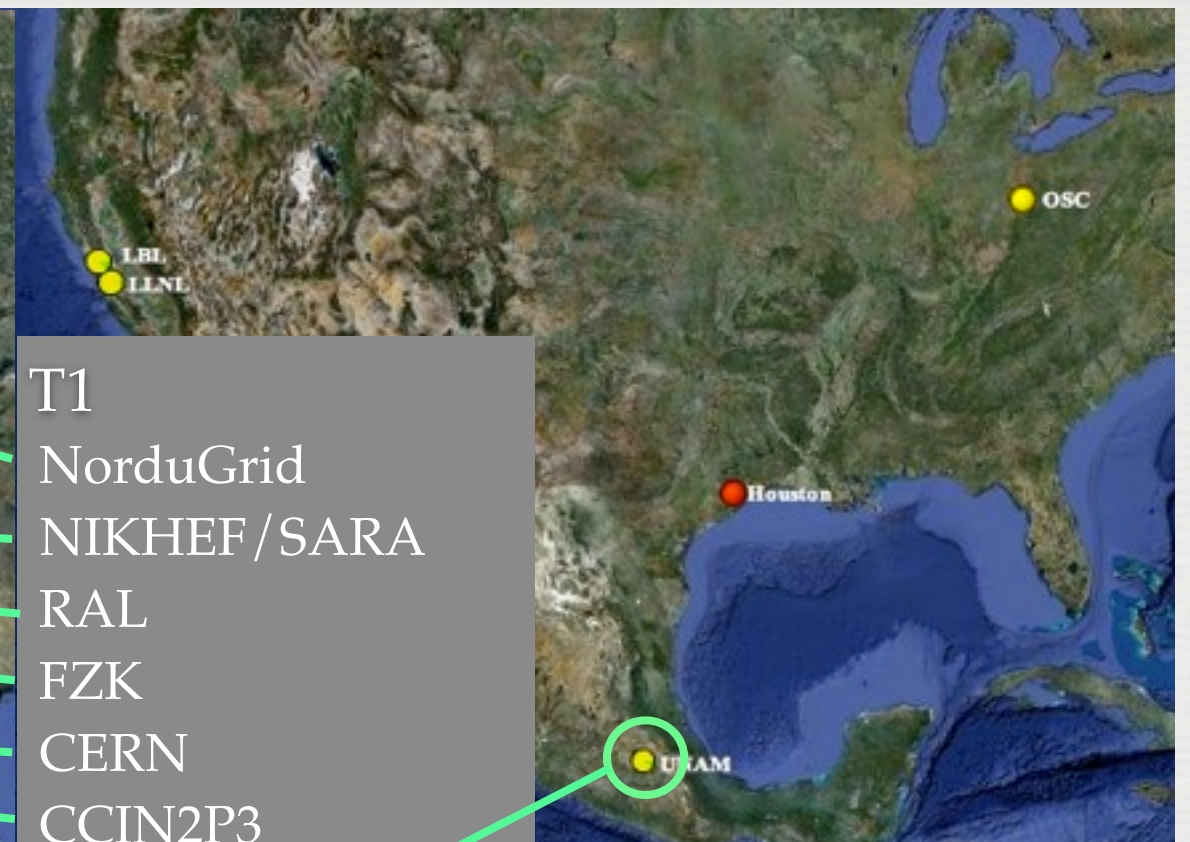 OSC
LBL
LLNL
T1
NorduGrid
NIKHEF/SARA
RAL
FZK
CERN
CCIN2P3
Houston
UNAM